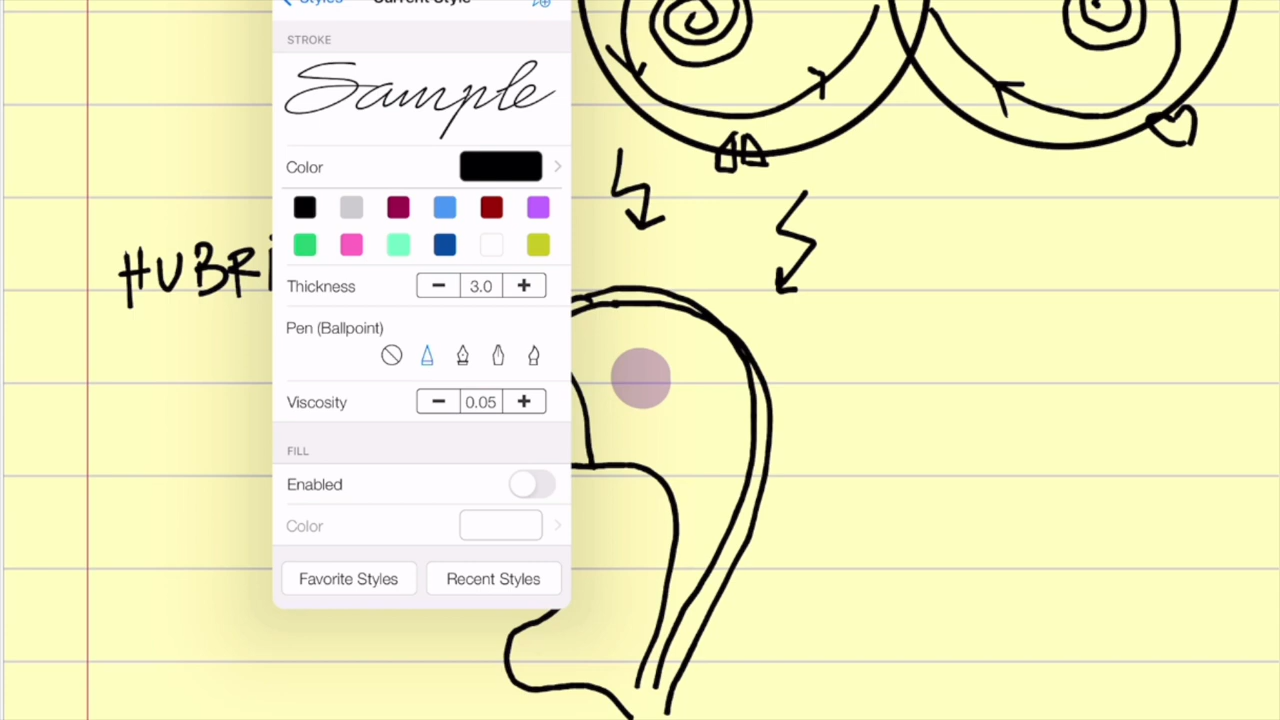 Styles Current Style
STROKE
Sample
Color
HUBRI
Thickness 3.0
Pen (Ballpoint)
Viscosity 0.05
FILL
Enabled
Color
Favorite Styles Recent Styles